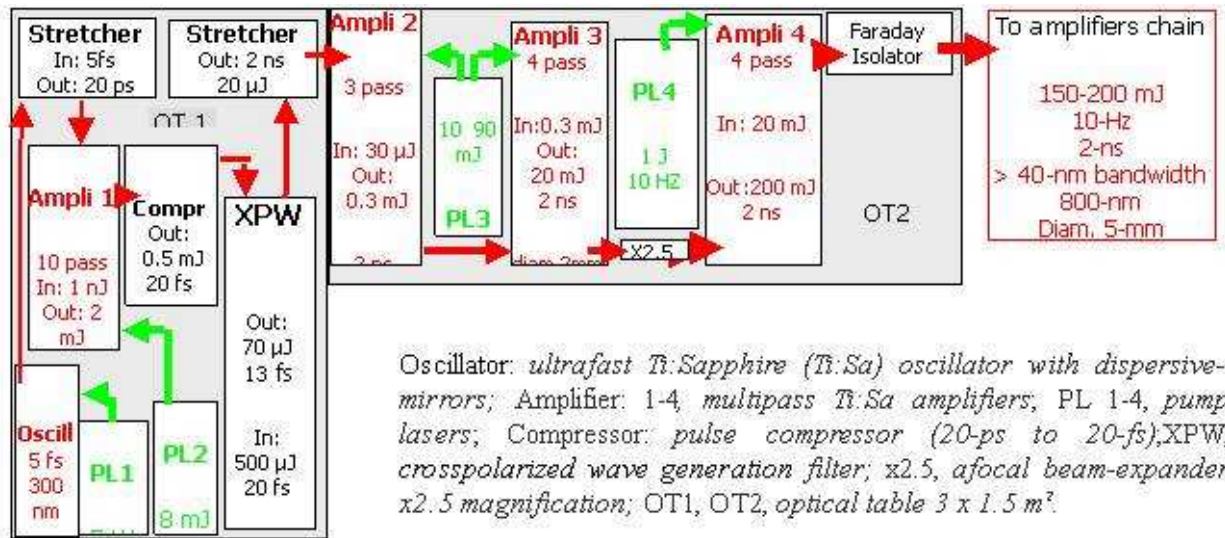 Stretcher
In: 5fs
Out: 20 ps
Stretcher
Out: 2 ns
20 µJ
OT 1
Ampli 1
10 pass
In: 1 nJ
Out: 2
mJ
Compr
Out:
0.5 mJ
20 fs
XPW
Out:
70 µJ
13 fs
In:
500 µJ
20 fs
Oscill
5 fs
300
nm
PL1
PL2
8 mJ
Ampli 2
3 pass
In: 30 µJ
Out:
0.3 mJ
2 ns
10 90
mJ
PL3
Ampli 3
4 pass
In:0.3 mJ
Out:
20 mJ
2 ns
diam 2mm
PL4
1 J
10 HZ
X2.5
Ampli 4
4 pass
In: 20 mJ
Out:200 mJ
2 ns
Faraday
Isolator
OT2
To amplifiers chain
150-200 mJ
10-Hz
2-ns
> 40-nm bandwidth
800-nm
Diam. 5-mm
Oscillator: ultrafast Ti:Sapphire (Ti:Sa) oscillator with dispersive-
mirrors; Amplifier: 1-4, multipass Ti:Sa amplifiers; PL 1-4, pump
lasers; Compressor: pulse compressor (20-ps to 20-fs),XPW,
crosspolarized wave generation filter; x2.5, afocal beam-expander
x2.5 magnification; OT1, OT2, optical table 3 x 1.5 m².